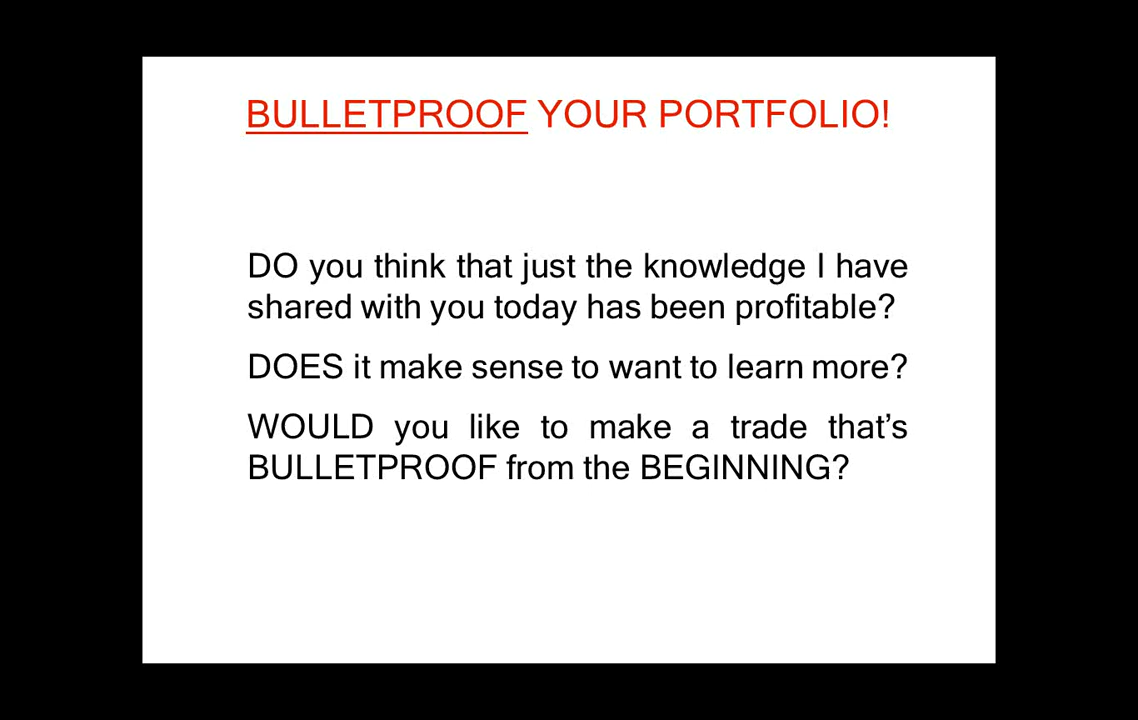 BULLETPROOF YOUR PORTFOLIO!
DO you think that just the knowledge I have
shared with you today has been profitable?
DOES it make sense to want to learn more?
WOULD you like to make a trade that’s
BULLETPROOF from the BEGINNING?